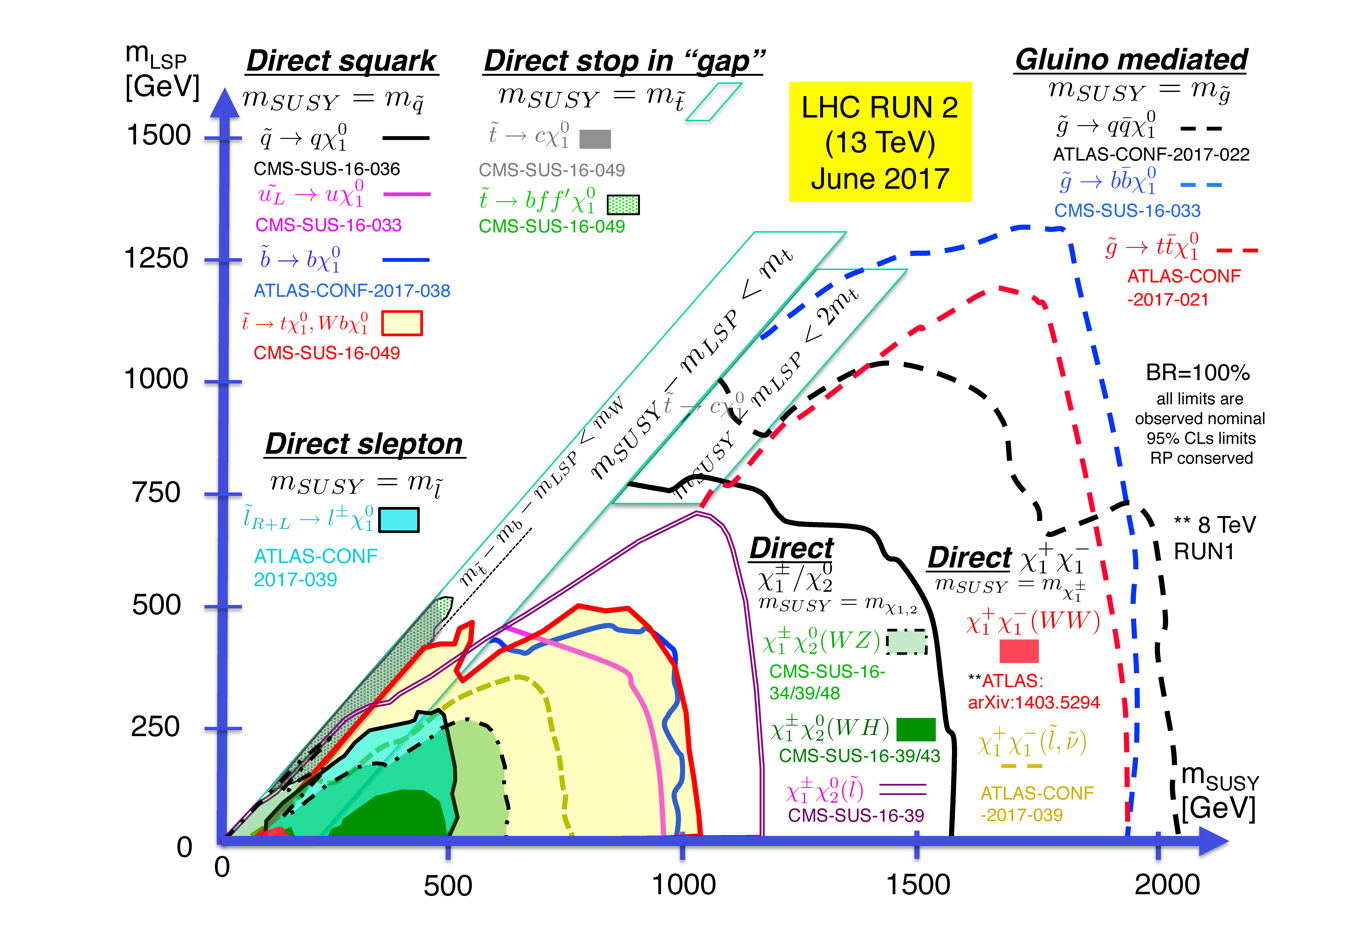 m_LSP
[GeV]
1500
1250
1000
750
500
250
0
Direct squark
m_SUSY = m_q̃
q̃ → qχ₁⁰
CMS-SUS-16-036
ũ_L → uχ₁⁰
CMS-SUS-16-033
b̃ → bχ₁⁰
ATLAS-CONF-2017-038
t̃ → tχ₁⁰, Wbχ₁⁰
CMS-SUS-16-049
Direct slepton
m_SUSY = m_l̃
l̃_R+L → l^±χ₁⁰
ATLAS-CONF
2017-039
Direct stop in “gap”
m_SUSY = m_t̃
t̃ → cχ₁⁰
CMS-SUS-16-049
t̃ → bff′χ₁⁰
CMS-SUS-16-049
LHC RUN 2
(13 TeV)
June 2017
Gluino mediated
m_SUSY = m_g̃
g̃ → qq̄χ₁⁰
ATLAS-CONF-2017-022
g̃ → bb̄χ₁⁰
CMS-SUS-16-033
g̃ → tt̄χ₁⁰
ATLAS-CONF
-2017-021
BR=100%
all limits are
observed nominal
95% CLs limits
RP conserved
** 8 TeV
RUN1
m_t̃ − m_b − m_LSP < m_W
m_SUSY − m_LSP < m_t
t̃ → cχ₁⁰
m_SUSY − m_LSP < 2m_t
Direct
χ₁^±/χ₂⁰
m_SUSY = m_χ₁,₂
χ₁^±χ₂⁰(WZ)
CMS-SUS-16-
34/39/48
χ₁^±χ₂⁰(WH)
CMS-SUS-16-39/43
χ₁^±χ₂⁰(l̃)
CMS-SUS-16-39
Direct χ₁⁺χ₁⁻
m_SUSY = m_χ₁^±
χ₁⁺χ₁⁻(WW)
**ATLAS:
arXiv:1403.5294
χ₁⁺χ₁⁻(l̃, ν̃)
ATLAS-CONF
-2017-039
m_SUSY
[GeV]
0
500
1000
1500
2000